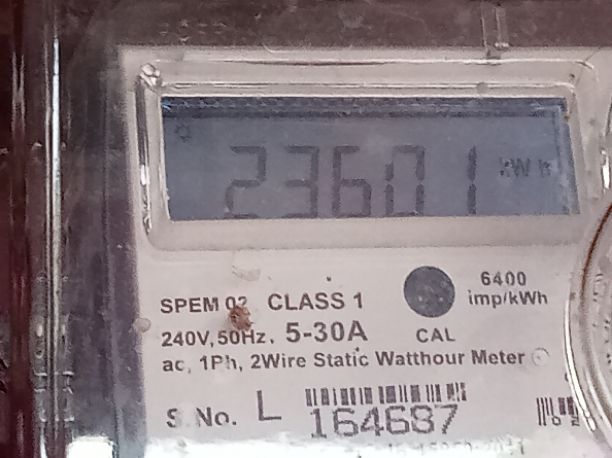 23601 kWh
6400
imp/kWh
SPEM 02 CLASS 1
240V, 50Hz, 5-30A CAL
ac, 1Ph, 2Wire Static Watthour Meter
S.No. L 164687